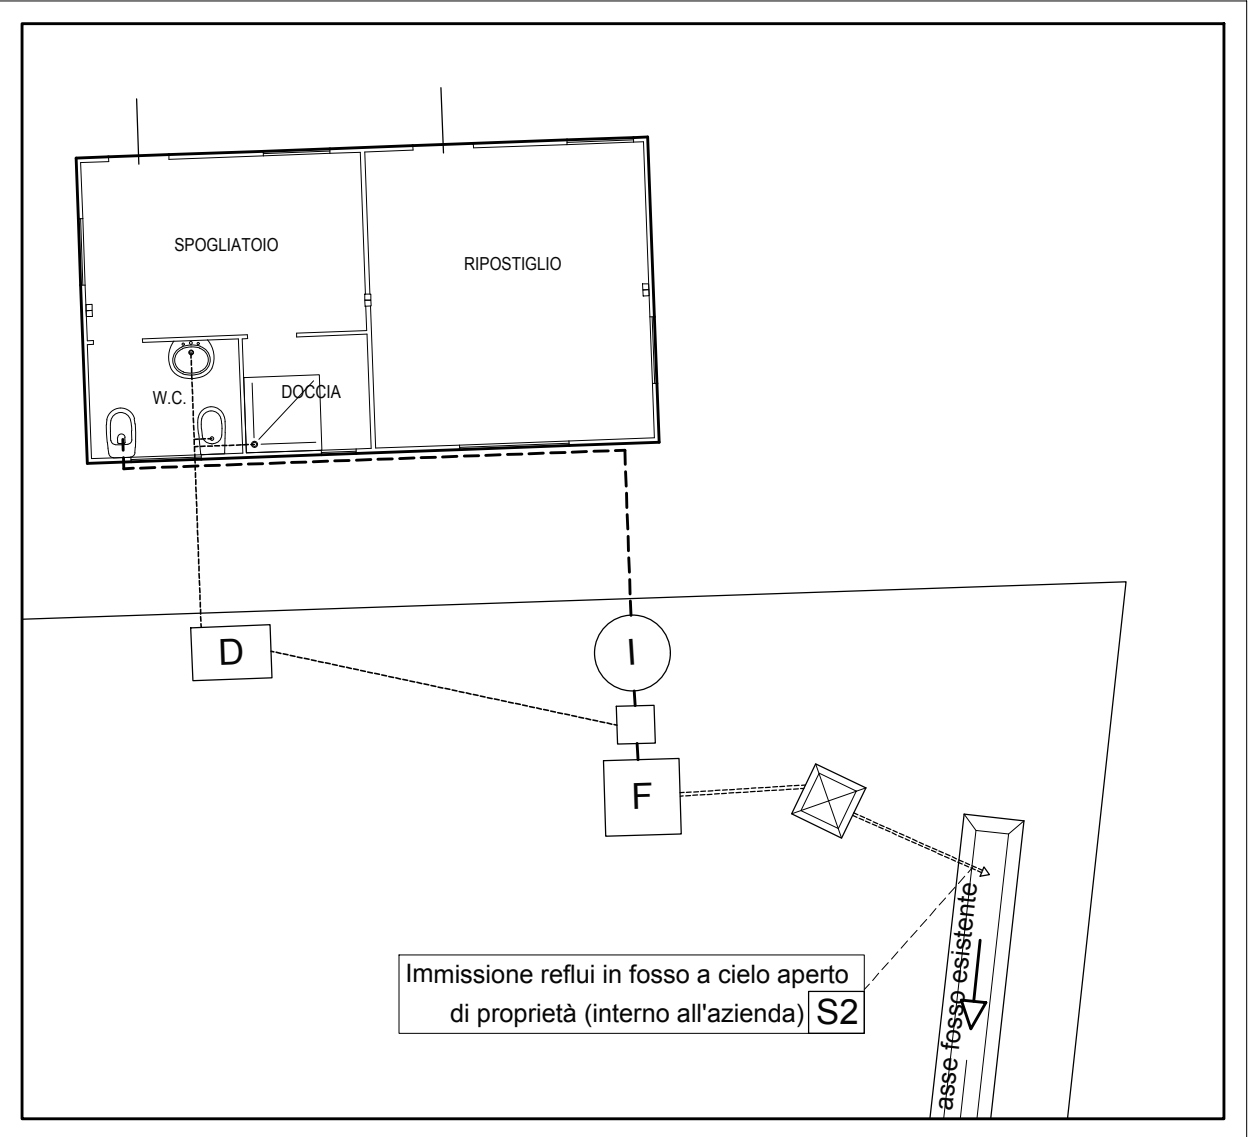 SPOGLIATOIO
RIPOSTIGLIO
W.C.
DOCCIA
D
I
F
Immissione reflui in fosso a cielo aperto
di proprietà (interno all'azienda) S2
asse fosso esistente